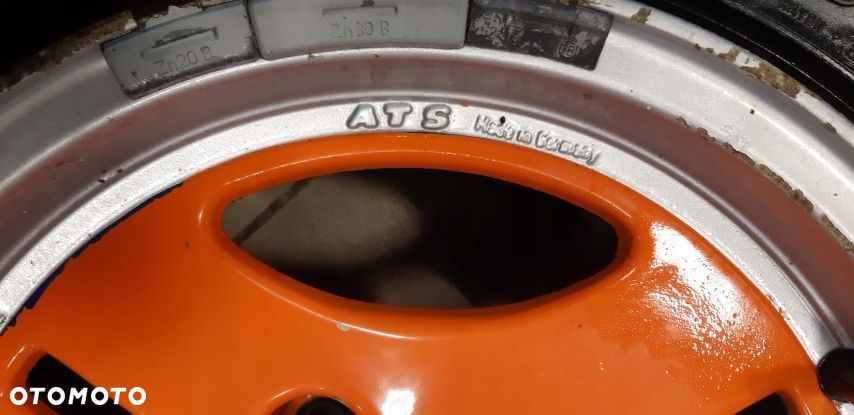 Zn20 B
Zn30 B
ATS
Made in Germany
OTOMOTO